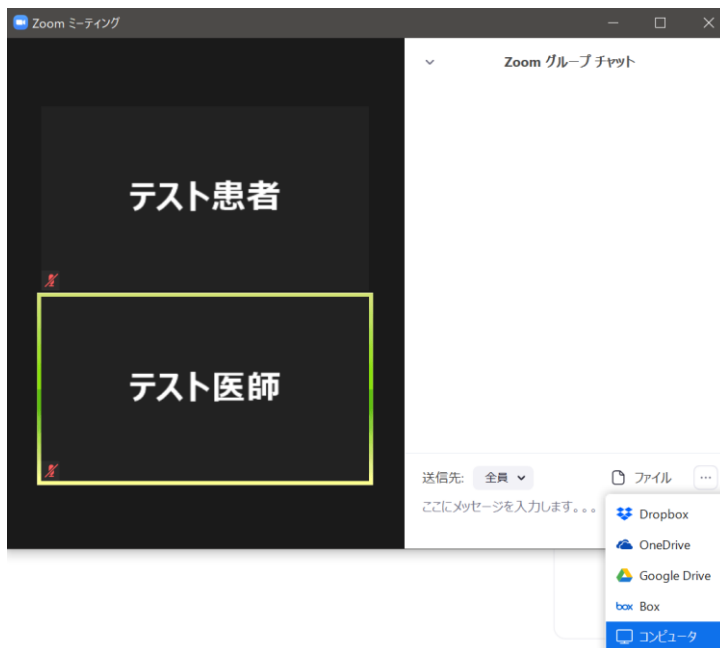 Zoom ミーティング
Zoom グループ チャット
テスト患者
テスト医師
送信先: 全員 ファイル ...
ここにメッセージを入力します。。。
Dropbox
OneDrive
Google Drive
box Box
コンピュータ